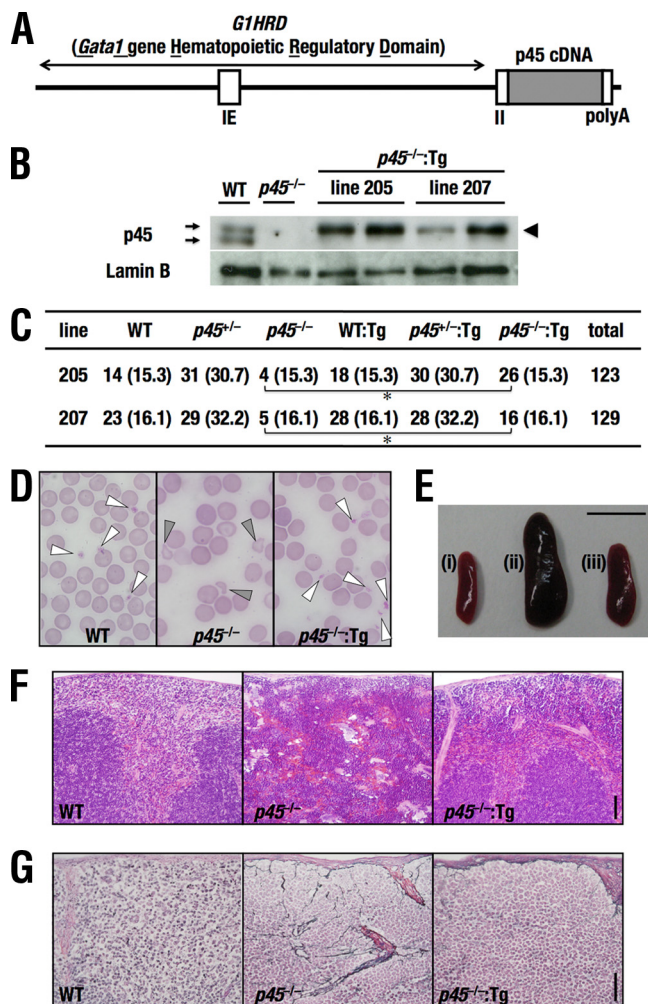 A
G1HRD
(Gata1 gene Hematopoietic Regulatory Domain)
p45 cDNA
IE
II
polyA
B
p45–/–:Tg
WT p45–/– line 205 line 207
p45
Lamin B
C
line WT p45+/– p45–/– WT:Tg p45+/–:Tg p45–/–:Tg total
205 14 (15.3) 31 (30.7) 4 (15.3) 18 (15.3) 30 (30.7) 26 (15.3) 123
*
207 23 (16.1) 29 (32.2) 5 (16.1) 28 (16.1) 28 (32.2) 16 (16.1) 129
*
D
WT p45–/– p45–/–:Tg
E
(i) (ii) (iii)
F
WT p45–/– p45–/–:Tg
G
WT p45–/– p45–/–:Tg